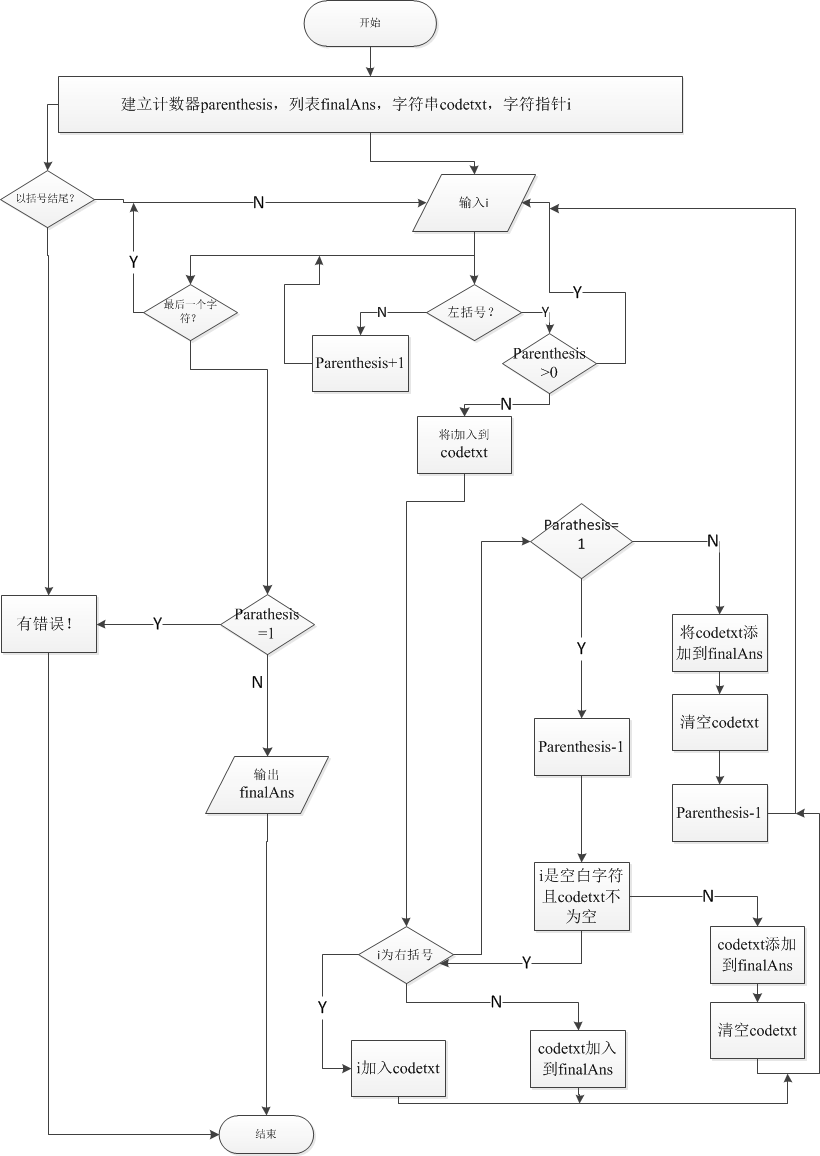 开始
建立计数器parenthesis，列表finalAns，字符串codetxt，字符指针i
以括号结尾？
N
输入i
Y
最后一个字
符？
左括号？
N
Y
Y
Parenthesis+1
Parenthesis
>0
N
将i加入到
codetxt
Parathesis=
1
N
有错误！
Y
Parathesis
=1
将codetxt添
加到finalAns
Y
N
清空codetxt
Parenthesis-1
输出
finalAns
Parenthesis-1
i是空白字符
且codetxt不
为空
N
codetxt添加
到finalAns
i为右括号
Y
Y
N
清空codetxt
codetxt加入
到finalAns
i加入codetxt
结束